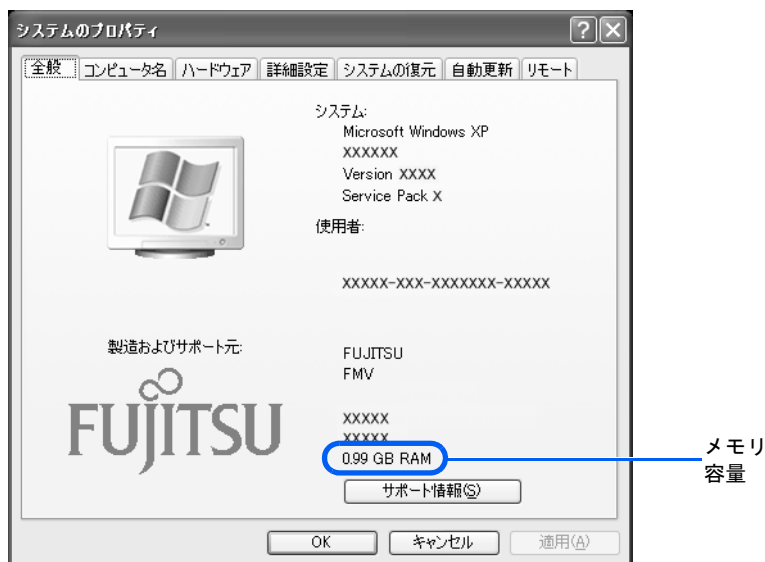 システムのプロパティ
全般 コンピュータ名 ハードウェア 詳細設定 システムの復元 自動更新 リモート
システム:
Microsoft Windows XP
XXXXXX
Version XXXX
Service Pack X
使用者:
XXXXX-XXX-XXXXXXX-XXXXX
製造およびサポート元:
FUJITSU
FMV
FUJITSU
XXXXX
XXXXX
0.99 GB RAM
メモリ
容量
サポート情報(S)
OK キャンセル 適用(A)